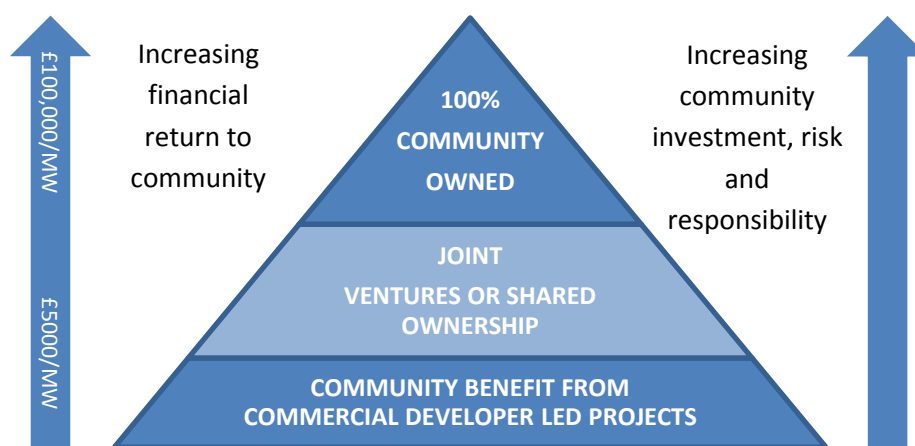 £100,000/MW
£5000/MW
Increasing
financial
return to
community
100%
COMMUNITY
OWNED
JOINT
VENTURES OR SHARED
OWNERSHIP
COMMUNITY BENEFIT FROM
COMMERCIAL DEVELOPER LED PROJECTS
Increasing
community
investment, risk
and
responsibility